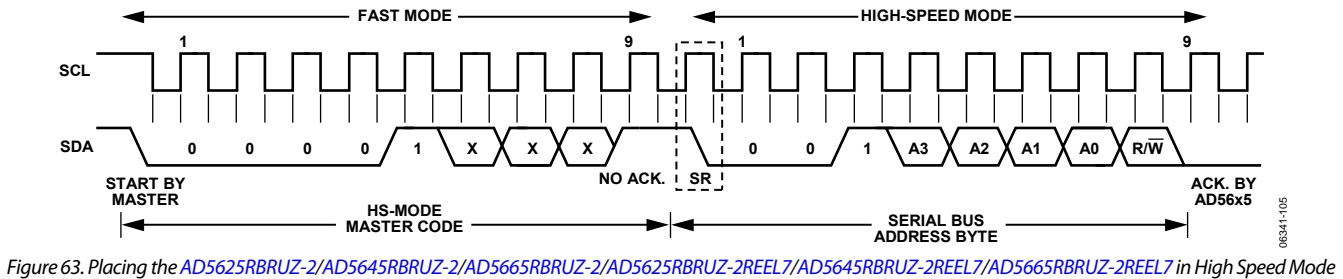 FAST MODE HIGH-SPEED MODE
1 9 1 9
SCL
SDA 0 0 0 0 1 X X X 0 0 1 A3 A2 A1 A0 R/W̅
START BY MASTER NO ACK. SR ACK. BY AD56x5
HS-MODE MASTER CODE SERIAL BUS ADDRESS BYTE
06341-105
Figure 63. Placing the AD5625RBRUZ-2/AD5645RBRUZ-2/AD5665RBRUZ-2/AD5625RBRUZ-2REEL7/AD5645RBRUZ-2REEL7/AD5665RBRUZ-2REEL7 in High Speed Mode